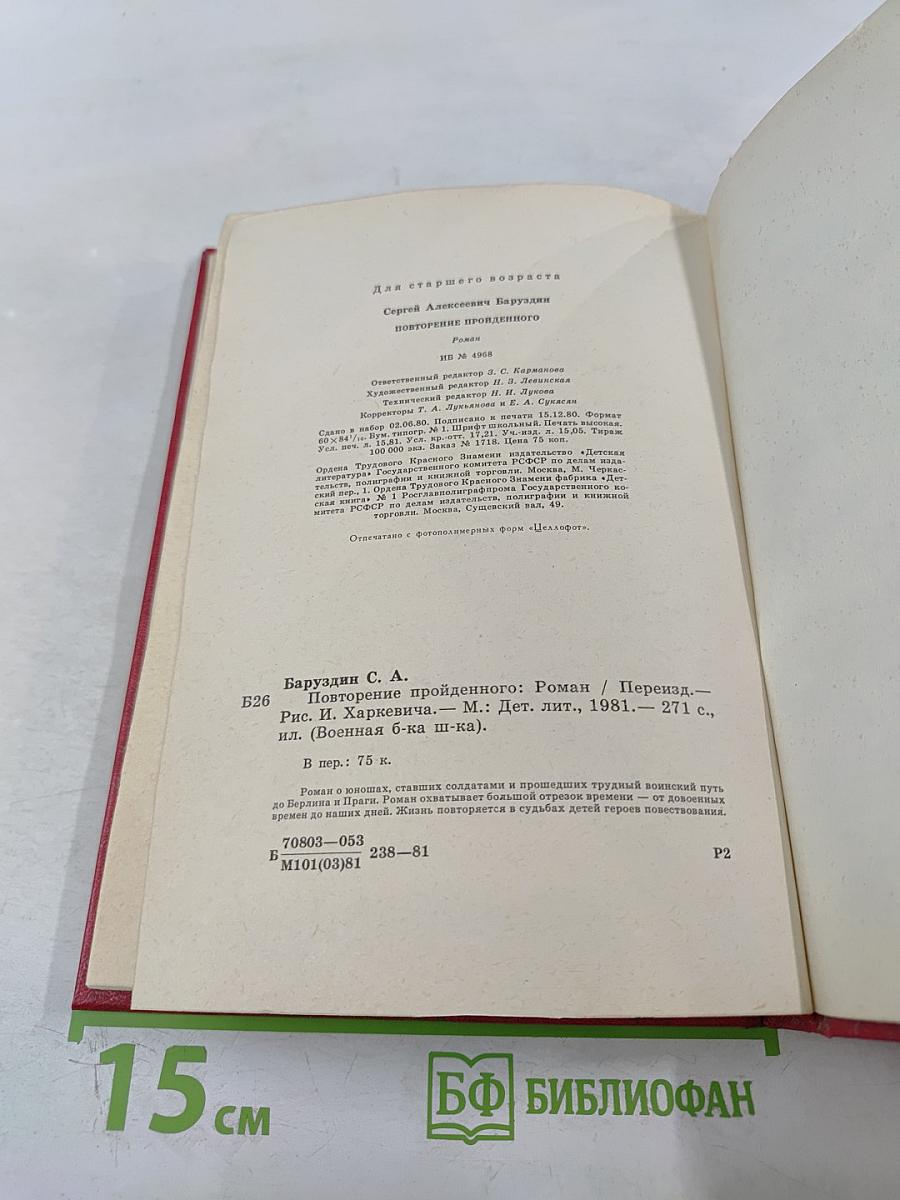 Для старшего возраста
Сергей Алексеевич Баруздин
ПОВТОРЕНИЕ ПРОЙДЕННОГО
Роман
ИБ № 4968
Ответственный редактор З. С. Карманова
Художественный редактор Н. З. Левинская
Технический редактор Н. И. Лукова
Корректоры Т. А. Лукьянова и Е. А. Сукясян
Сдано в набор 02.06.80. Подписано к печати 15.12.80. Формат
60×84¹/₁₆. Бум. типогр. № 1. Шрифт школьный. Печать высокая.
Усл. печ. л. 15,81. Усл. кр.-отт. 17,21. Уч.-изд. л. 15,05. Тираж
100 000 экз. Заказ № 1718. Цена 75 коп.
Ордена Трудового Красного Знамени издательство «Детская
литература» Государственного комитета РСФСР по делам изда-
тельств, полиграфии и книжной торговли. Москва, М. Черкас-
ский пер., 1. Ордена Трудового Красного Знамени фабрика «Дет-
ская книга» № 1 Росглавполиграфпрома Государственного ко-
митета РСФСР по делам издательств, полиграфии и книжной
торговли. Москва, Сущевский вал, 49.
Отпечатано с фотополимерных форм «Целлофот».
Баруздин С. А.
Б26 Повторение пройденного: Роман / Переизд.—
Рис. И. Харкевича.— М.: Дет. лит., 1981.— 271 с.,
ил. (Военная б-ка ш-ка).
В пер.: 75 к.
Роман о юношах, ставших солдатами и прошедших трудный воинский путь
до Берлина и Праги. Роман охватывает большой отрезок времени — от довоенных
времен до наших дней. Жизнь повторяется в судьбах детей героев повествования.
Б 70803—053
М101(03)81 238—81 Р2
15 см
БФ БИБЛИОФАН